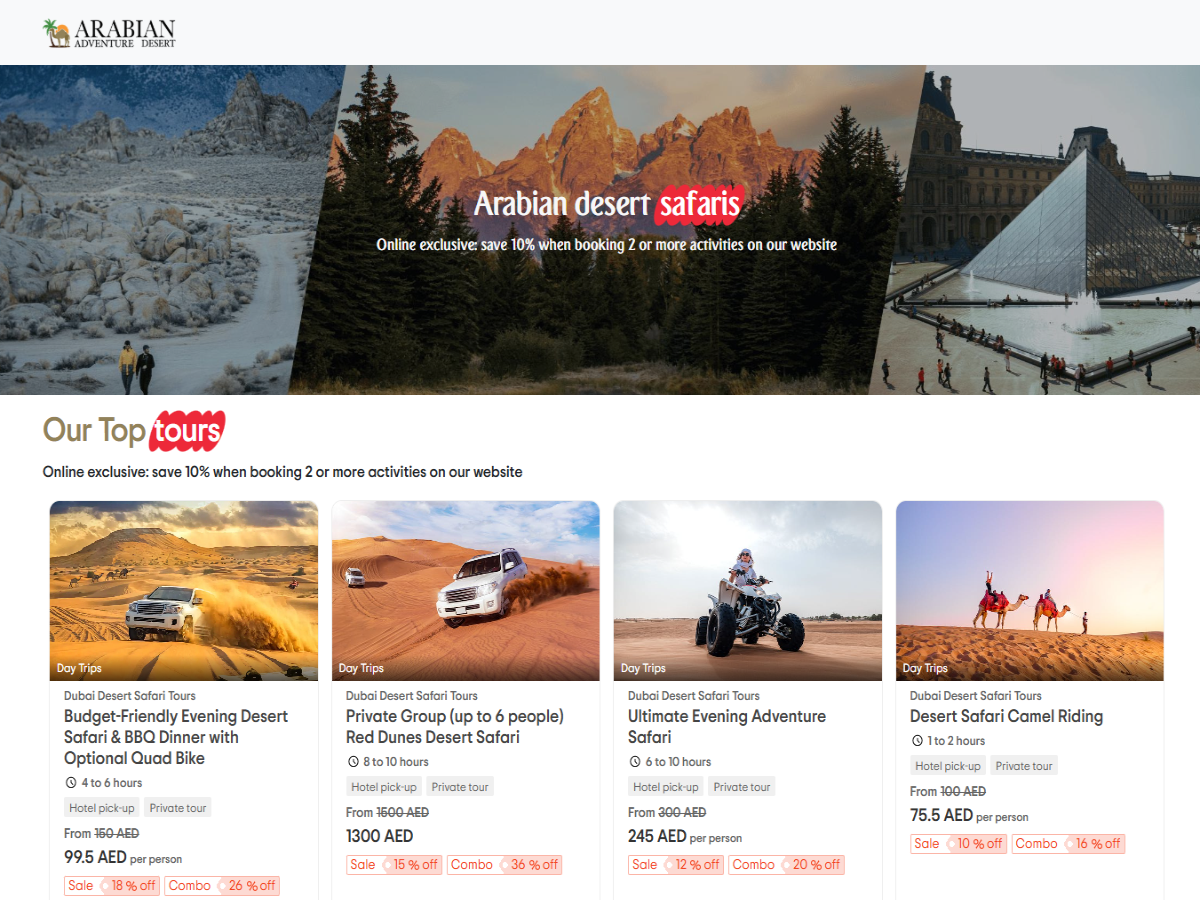 ARABIAN
ADVENTURE DESERT
Arabian desert safaris
Online exclusive: save 10% when booking 2 or more activities on our website
Our Top tours
Online exclusive: save 10% when booking 2 or more activities on our website
Day Trips
Dubai Desert Safari Tours
Budget-Friendly Evening Desert
Safari & BBQ Dinner with
Optional Quad Bike
4 to 6 hours
Hotel pick-up Private tour
From 150 AED
99.5 AED per person
Sale 18 % off Combo 26 % off
Day Trips
Dubai Desert Safari Tours
Private Group (up to 6 people)
Red Dunes Desert Safari
8 to 10 hours
Hotel pick-up Private tour
From 1500 AED
1300 AED
Sale 15 % off Combo 36 % off
Day Trips
Dubai Desert Safari Tours
Ultimate Evening Adventure
Safari
6 to 10 hours
Hotel pick-up Private tour
From 300 AED
245 AED per person
Sale 12 % off Combo 20 % off
Day Trips
Dubai Desert Safari Tours
Desert Safari Camel Riding
1 to 2 hours
Hotel pick-up Private tour
From 100 AED
75.5 AED per person
Sale 10 % off Combo 16 % off